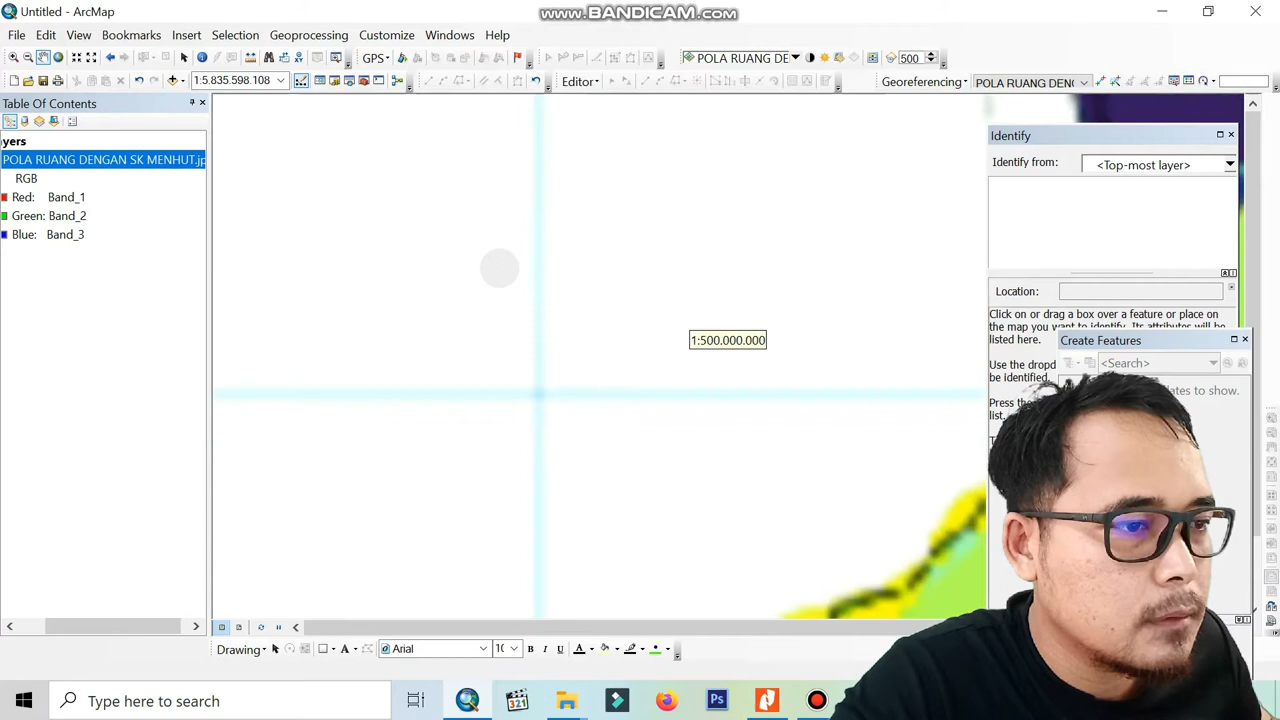 Untitled - ArcMap
www.BANDICAM.com
File Edit View Bookmarks Insert Selection Geoprocessing Customize Windows Help
GPS
POLA RUANG DE
500
1:5.835.598.108
Editor
Georeferencing
POLA RUANG DENG
Table Of Contents
yers
POLA RUANG DENGAN SK MENHUT.jp
RGB
Red: Band_1
Green: Band_2
Blue: Band_3
1:500.000.000
Identify
Identify from:
<Top-most layer>
Location:
Click on or drag a box over a feature or place on
the map you want to identify. Its attributes will be
listed here.
Use the dropd
be identified.
Press the
list.
Create Features
<Search>
lates to show.
Drawing
Arial
Type here to search
321
Ps